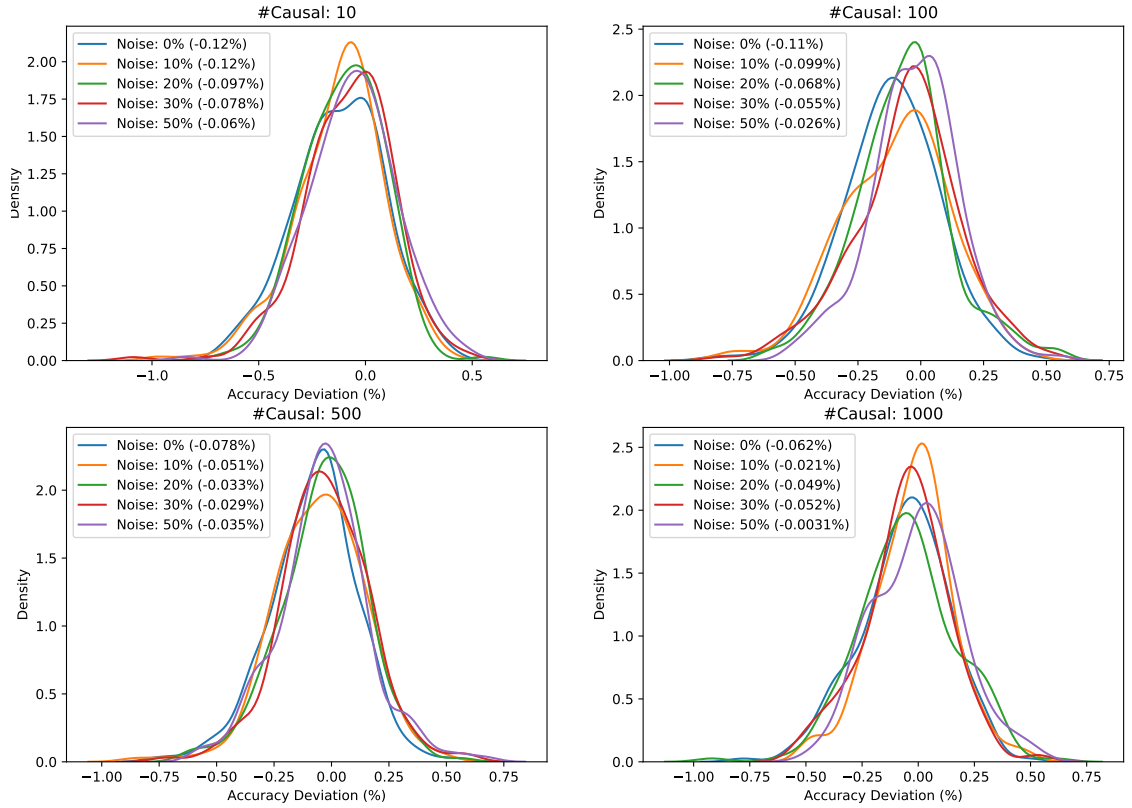 #Causal: 10
Noise: 0% (-0.12%)
Noise: 10% (-0.12%)
Noise: 20% (-0.097%)
Noise: 30% (-0.078%)
Noise: 50% (-0.06%)
2.00
1.75
1.50
1.25
1.00
0.75
0.50
0.25
0.00
Density
−1.0
−0.5
0.0
0.5
Accuracy Deviation (%)
#Causal: 100
Noise: 0% (-0.11%)
Noise: 10% (-0.099%)
Noise: 20% (-0.068%)
Noise: 30% (-0.055%)
Noise: 50% (-0.026%)
2.5
2.0
1.5
1.0
0.5
0.0
Density
−1.00
−0.75
−0.50
−0.25
0.00
0.25
0.50
0.75
Accuracy Deviation (%)
#Causal: 500
Noise: 0% (-0.078%)
Noise: 10% (-0.051%)
Noise: 20% (-0.033%)
Noise: 30% (-0.029%)
Noise: 50% (-0.035%)
2.0
1.5
1.0
0.5
0.0
Density
−1.00
−0.75
−0.50
−0.25
0.00
0.25
0.50
0.75
Accuracy Deviation (%)
#Causal: 1000
Noise: 0% (-0.062%)
Noise: 10% (-0.021%)
Noise: 20% (-0.049%)
Noise: 30% (-0.052%)
Noise: 50% (-0.0031%)
2.5
2.0
1.5
1.0
0.5
0.0
Density
−1.00
−0.75
−0.50
−0.25
0.00
0.25
0.50
0.75
Accuracy Deviation (%)